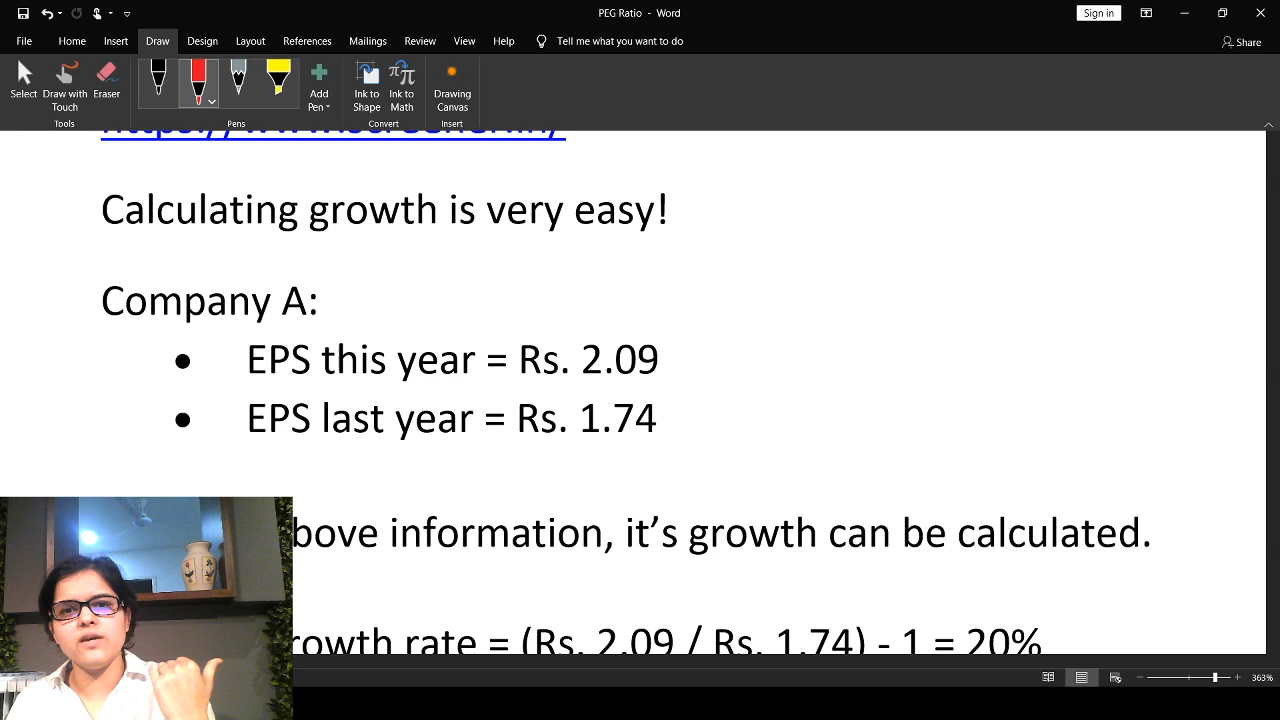 PEG Ratio - Word
Sign in
File Home Insert Draw Design Layout References Mailings Review View Help Tell me what you want to do
Share
Select
Draw with Touch
Eraser
Add Pen
Ink to Shape
Ink to Math
Drawing Canvas
Tools
Pens
Convert
Insert
Calculating growth is very easy!
Company A:
• EPS this year = Rs. 2.09
• EPS last year = Rs. 1.74
bove information, it's growth can be calculated.
rowth rate = (Rs. 2.09 / Rs. 1.74) - 1 = 20%
363%